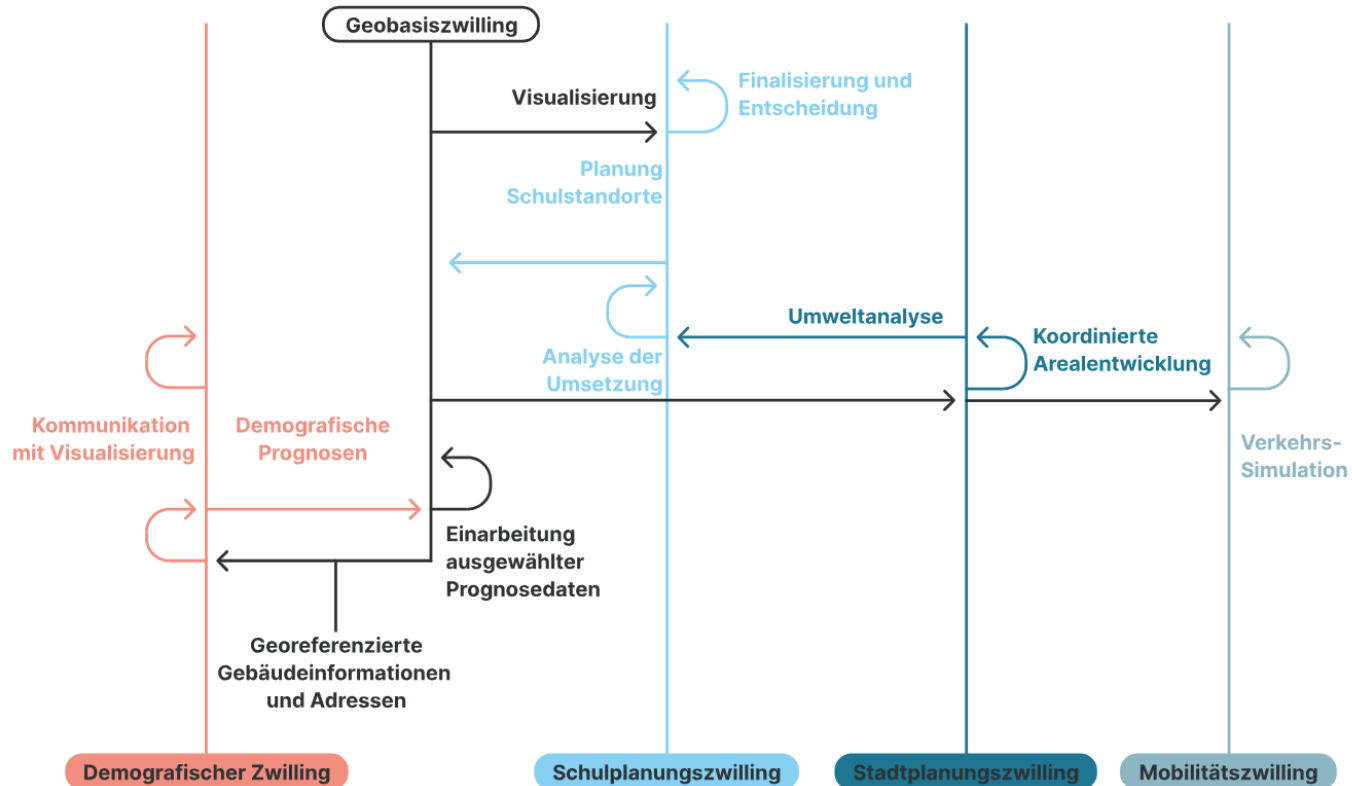 Geobasiszwilling
Visualisierung
Finalisierung und
Entscheidung
Planung
Schulstandorte
Umweltanalyse
Koordinierte
Arealentwicklung
Analyse der
Umsetzung
Kommunikation
mit Visualisierung
Demografische
Prognosen
Verkehrs-
Simulation
Einarbeitung
ausgewählter
Prognosedaten
Georeferenzierte
Gebäudeinformationen
und Adressen
Demografischer Zwilling
Schulplanungszwilling
Stadtplanungszwilling
Mobilitätszwilling